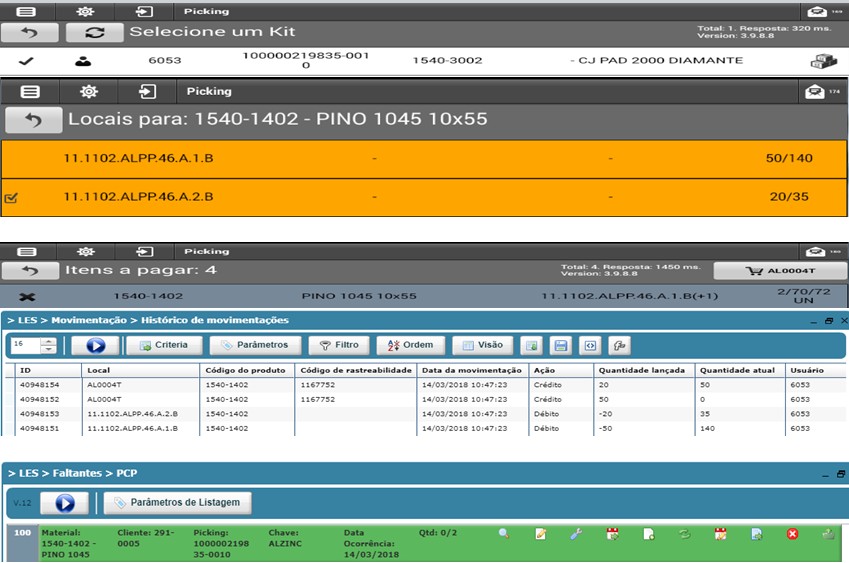 Picking
Selecione um Kit
Total: 1. Resposta: 320 ms.
Version: 3.9.8.8
6053 100000219835-001 1540-3002 - CJ PAD 2000 DIAMANTE
0
Picking 174
Locais para: 1540-1402 - PINO 1045 10x55
11.1102.ALPP.46.A.1.B - - 50/140
11.1102.ALPP.46.A.2.B - - 20/35
Picking
Itens a pagar: 4
Total: 4. Resposta: 1450 ms.
Version: 3.9.8.8
AL0004T
1540-1402 PINO 1045 10x55 11.1102.ALPP.46.A.1.B(+1) 2/70/72
UN
> LES > Movimentação > Histórico de movimentações
16 Criteria Parâmetros Filtro Ordem Visão
ID Local Código do produto Código de rastreabilidade Data da movimentação Ação Quantidade lançada Quantidade atual Usuário
40948154 AL0004T 1540-1402 1167752 14/03/2018 10:47:23 Crédito 20 50 6053
40948152 AL0004T 1540-1402 1167752 14/03/2018 10:47:23 Crédito 50 0 6053
40948153 11.1102.ALPP.46.A.2.B 1540-1402 14/03/2018 10:47:23 Débito -20 35 6053
40948151 11.1102.ALPP.46.A.1.B 1540-1402 14/03/2018 10:47:23 Débito -50 140 6053
> LES > Faltantes > PCP
V.12 Parâmetros de Listagem
100 Material: Cliente: 291- Picking: Chave: Data Qtd: 0/2
1540-1402 - 0005 1000002198 ALZINC Ocorrência:
PINO 1045 35-0010 14/03/2018